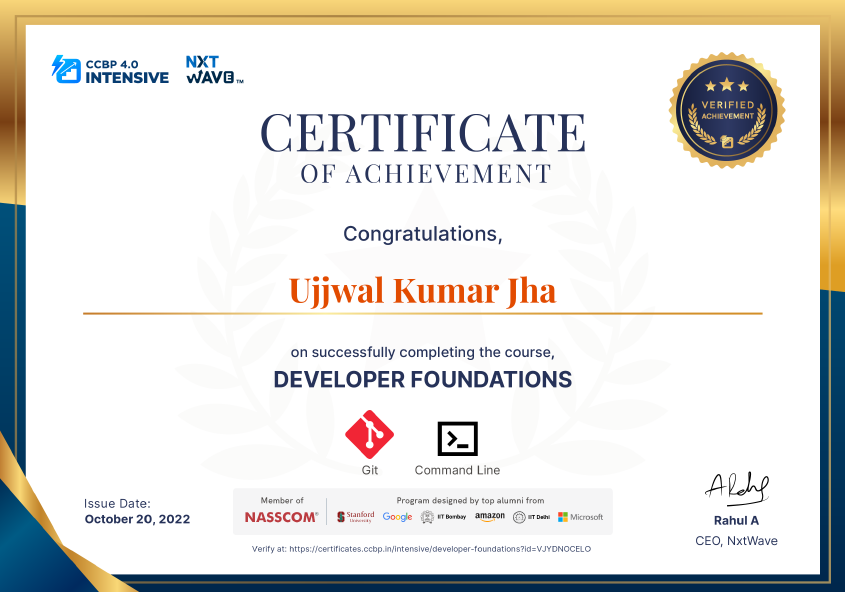 CCBP 4.0
INTENSIVE
NXT
WAVE™
VERIFIED
ACHIEVEMENT
CERTIFICATE
OF ACHIEVEMENT
Congratulations,
Ujjwal Kumar Jha
on successfully completing the course,
DEVELOPER FOUNDATIONS
Git
Command Line
Issue Date:
October 20, 2022
Member of
NASSCOM®
Program designed by top alumni from
Stanford
University
Google
IIT Bombay
amazon
IIT Delhi
Microsoft
Verify at: https://certificates.ccbp.in/intensive/developer-foundations?id=VJYDNOCELO
Rahul A
CEO, NxtWave